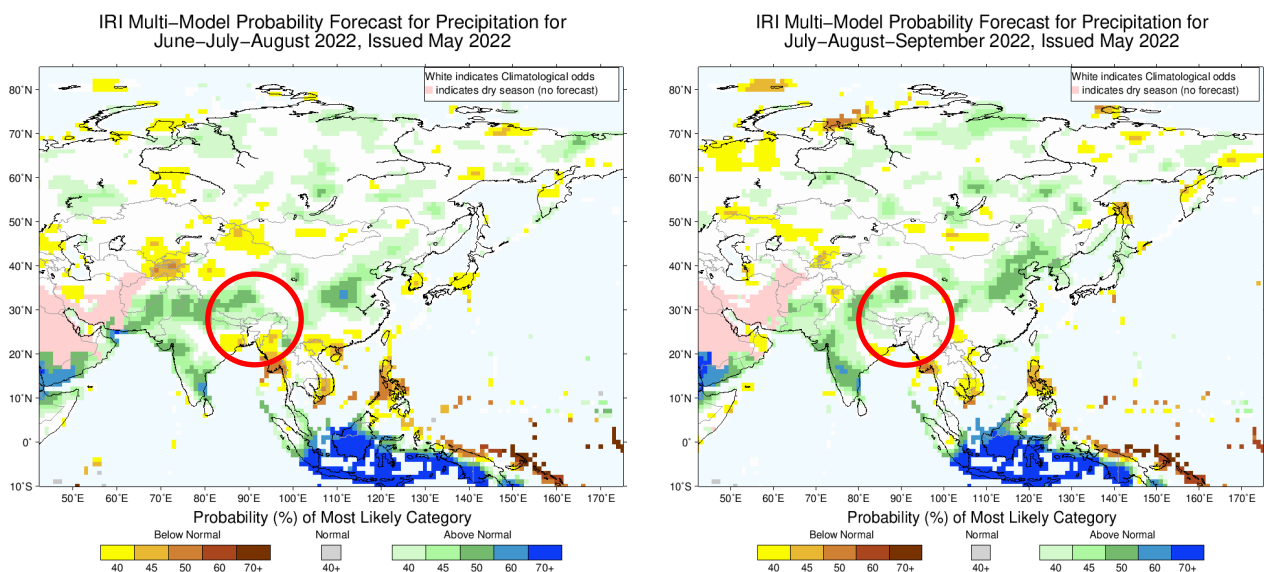 IRI Multi−Model Probability Forecast for Precipitation for
June−July−August 2022, Issued May 2022
White indicates Climatological odds
indicates dry season (no forecast)
80˚N
70˚N
60˚N
50˚N
40˚N
30˚N
20˚N
10˚N
0˚
10˚S
50˚E 60˚E 70˚E 80˚E 90˚E 100˚E 110˚E 120˚E 130˚E 140˚E 150˚E 160˚E 170˚E
Probability (%) of Most Likely Category
Below Normal Normal Above Normal
40 45 50 60 70+ 40+ 40 45 50 60 70+
IRI Multi−Model Probability Forecast for Precipitation for
July−August−September 2022, Issued May 2022
White indicates Climatological odds
indicates dry season (no forecast)
80˚N
70˚N
60˚N
50˚N
40˚N
30˚N
20˚N
10˚N
0˚
10˚S
50˚E 60˚E 70˚E 80˚E 90˚E 100˚E 110˚E 120˚E 130˚E 140˚E 150˚E 160˚E 170˚E
Probability (%) of Most Likely Category
Below Normal Normal Above Normal
40 45 50 60 70+ 40+ 40 45 50 60 70+